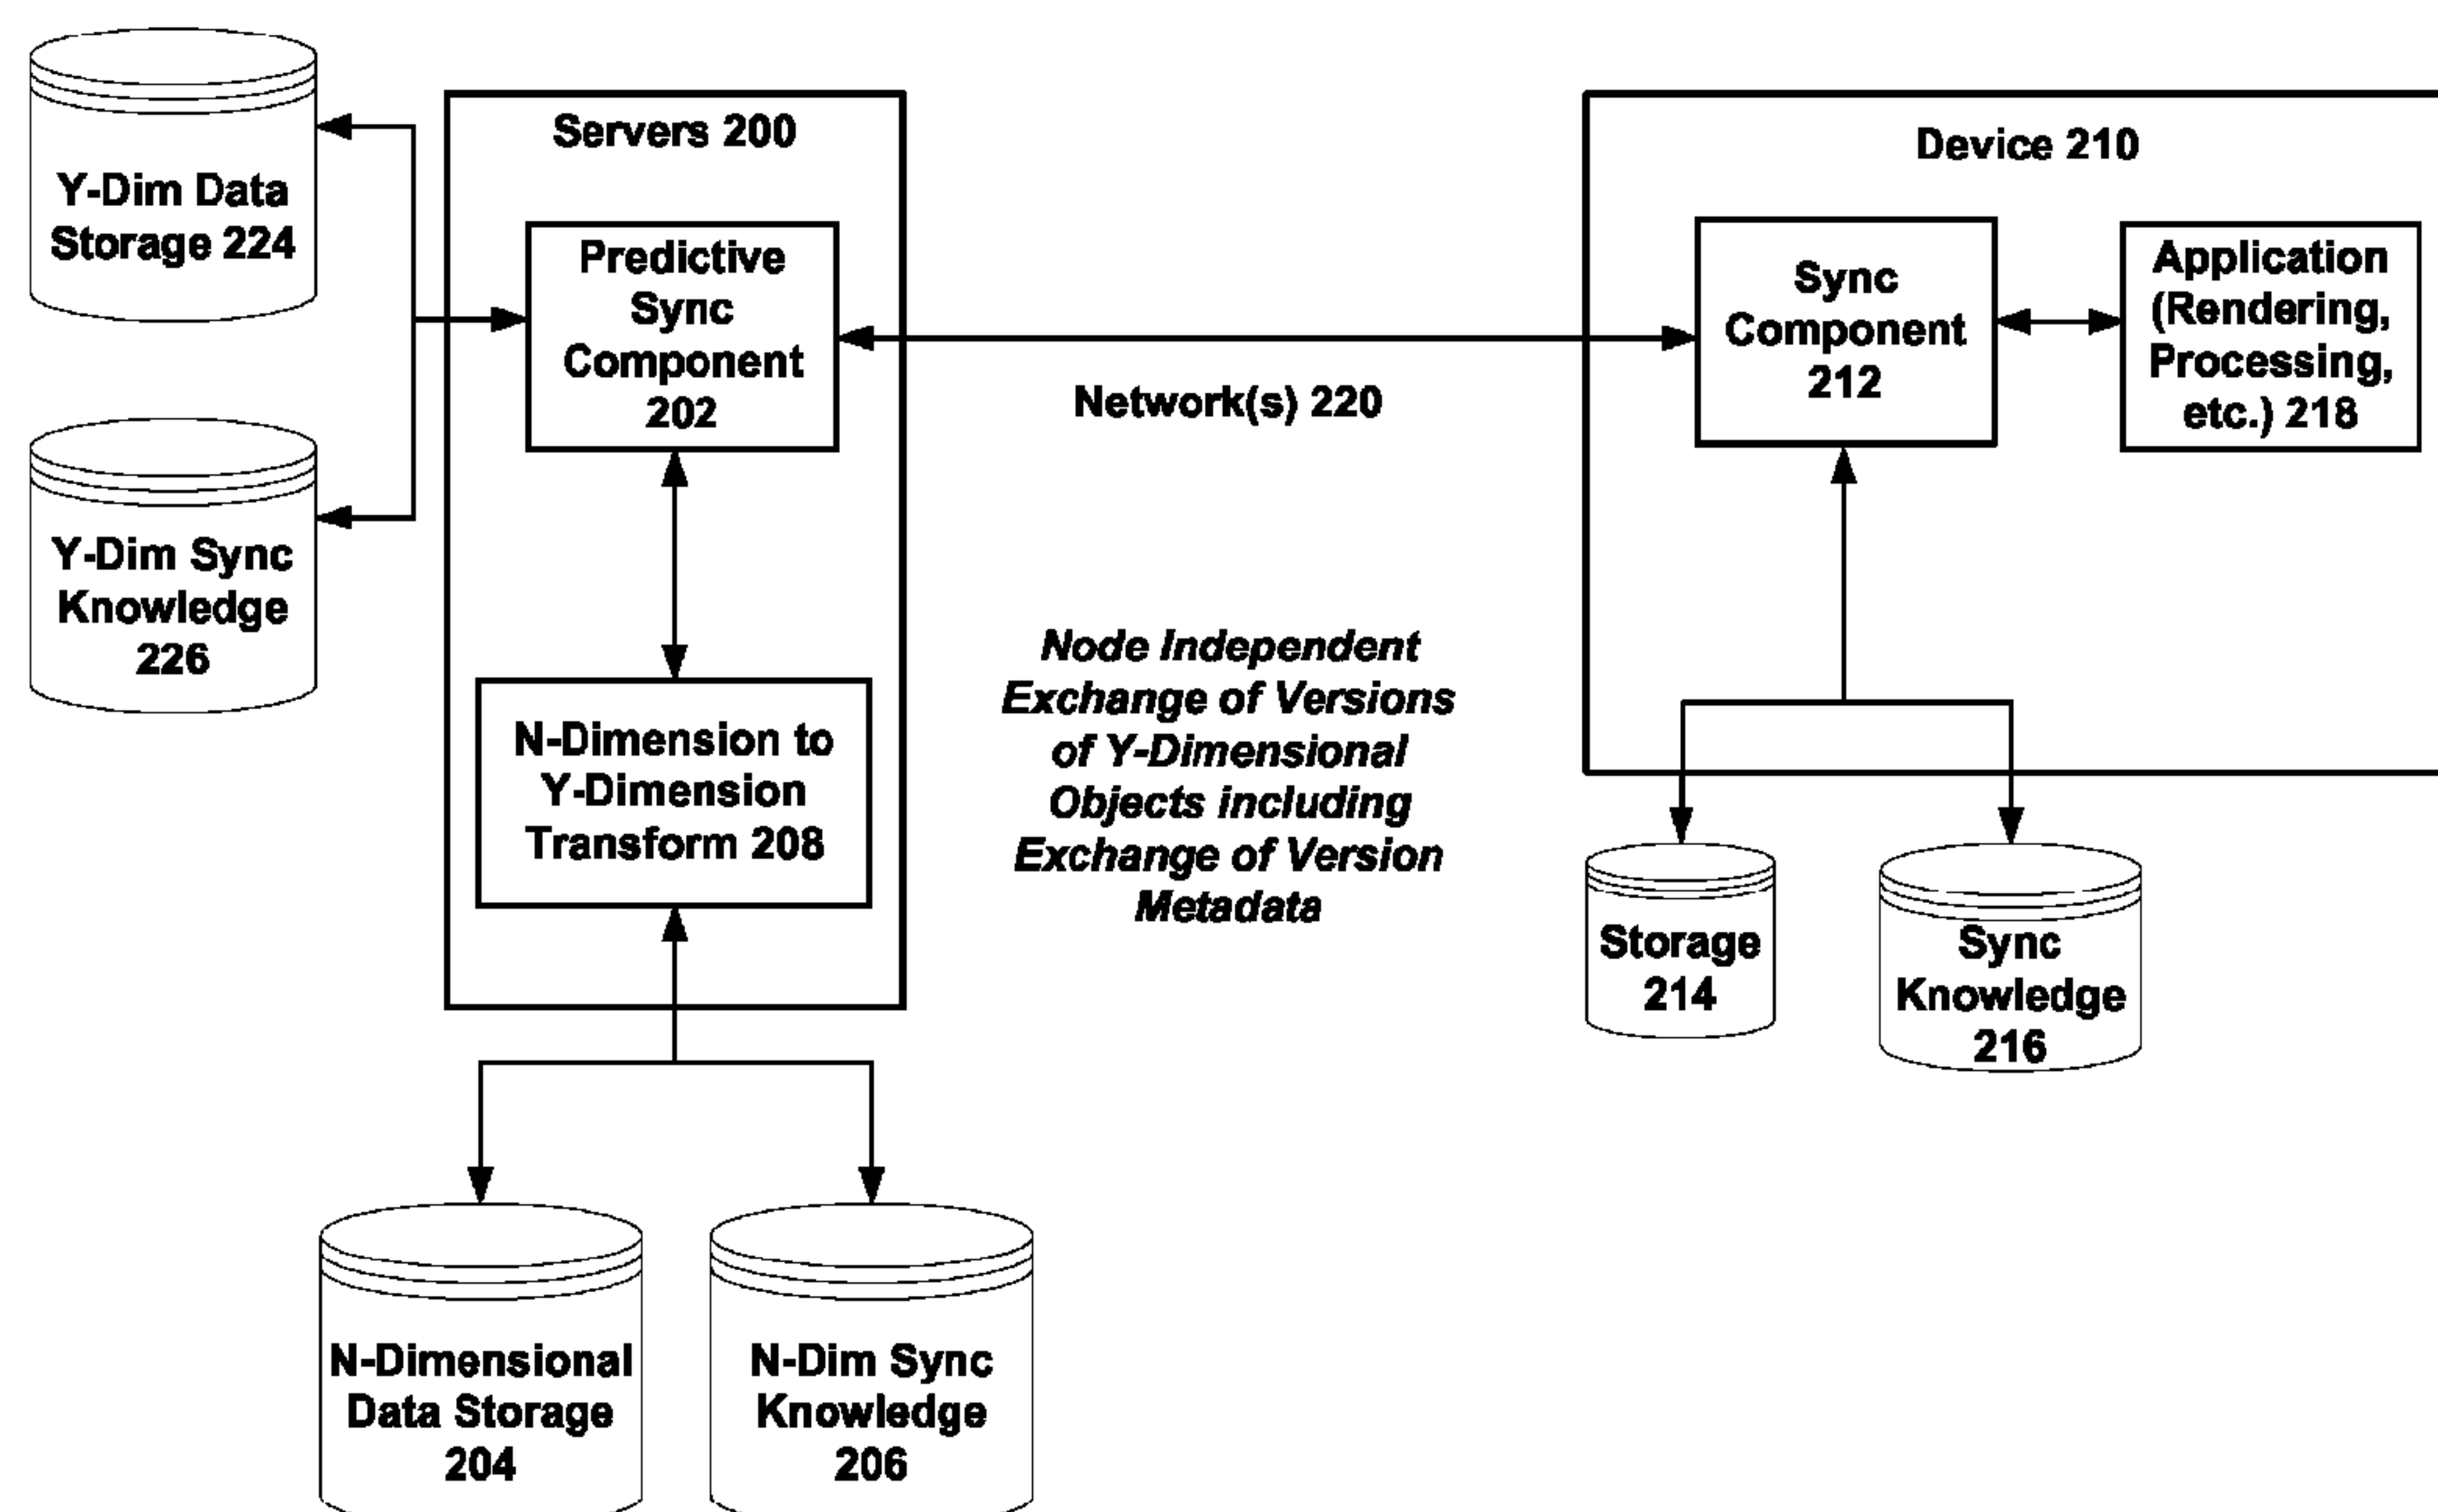 Y-Dim Data
Storage 224
Y-Dim Sync
Knowledge
226
Servers 200
Predictive
Sync
Component
202
N-Dimension to
Y-Dimension
Transform 208
N-Dimensional
Data Storage
204
N-Dim Sync
Knowledge
206
Network(s) 220
Node Independent
Exchange of Versions
of Y-Dimensional
Objects including
Exchange of Version
Metadata
Device 210
Sync
Component
212
Application
(Rendering,
Processing,
etc.) 218
Storage
214
Sync
Knowledge
216